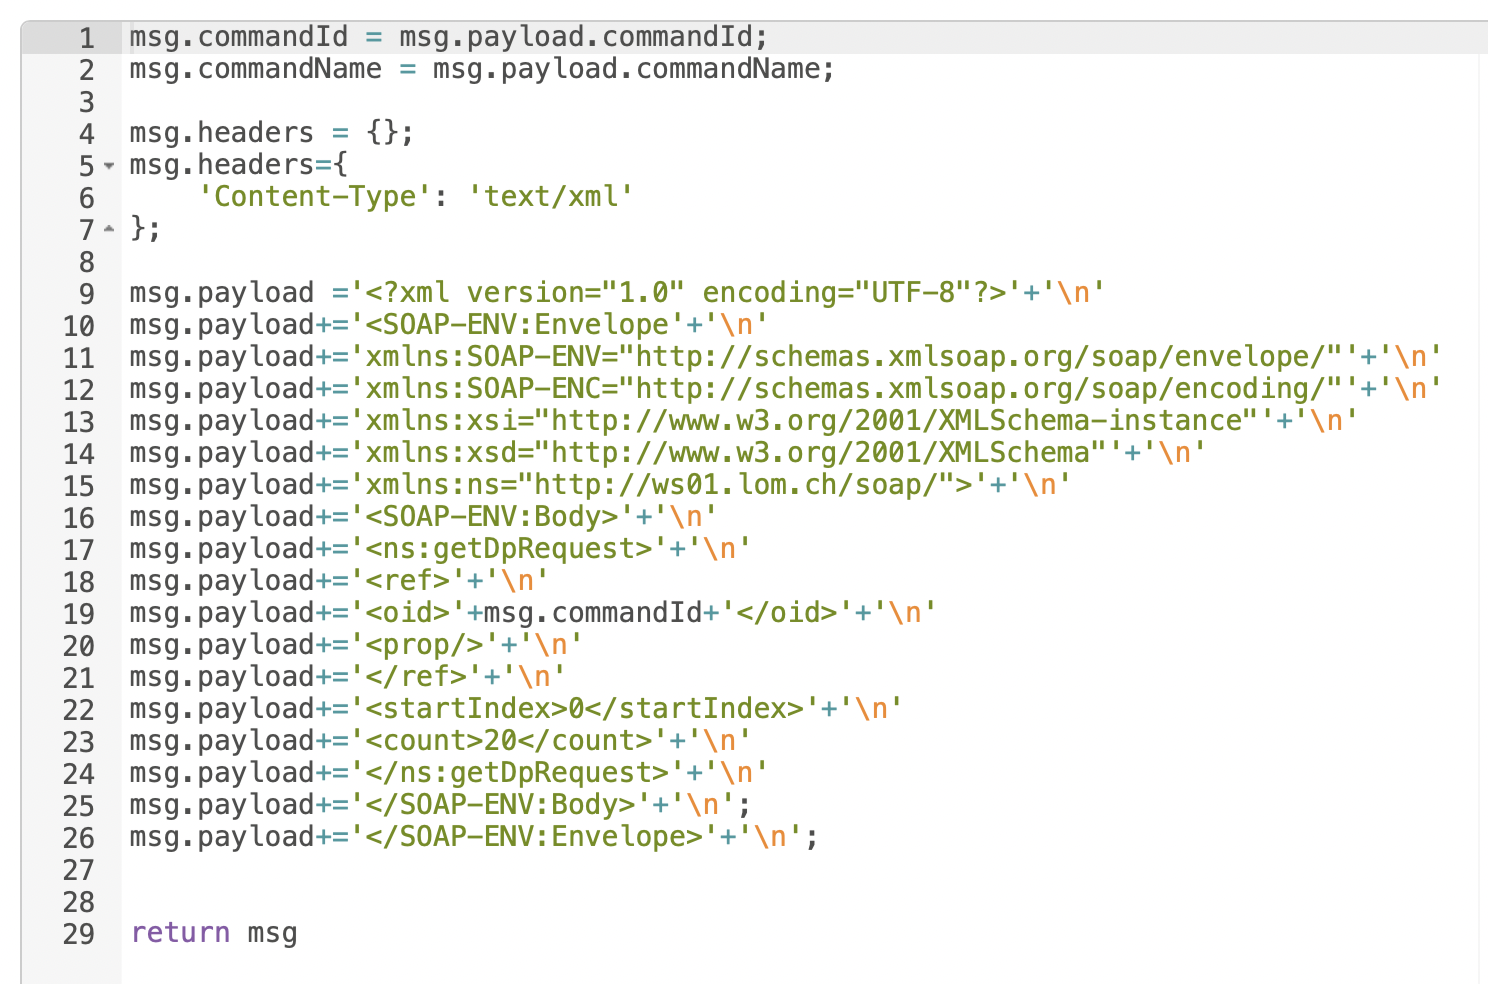 1 msg.commandId = msg.payload.commandId;
2 msg.commandName = msg.payload.commandName;
3
4 msg.headers = {};
5 msg.headers={
6     'Content-Type': 'text/xml'
7 };
8
9 msg.payload ='<?xml version="1.0" encoding="UTF-8"?>'+'\n'
10 msg.payload+='<SOAP-ENV:Envelope'+'\n'
11 msg.payload+='xmlns:SOAP-ENV="http://schemas.xmlsoap.org/soap/envelope/"'+'\n'
12 msg.payload+='xmlns:SOAP-ENC="http://schemas.xmlsoap.org/soap/encoding/"'+'\n'
13 msg.payload+='xmlns:xsi="http://www.w3.org/2001/XMLSchema-instance"'+'\n'
14 msg.payload+='xmlns:xsd="http://www.w3.org/2001/XMLSchema"'+'\n'
15 msg.payload+='xmlns:ns="http://ws01.lom.ch/soap/">'+'\n'
16 msg.payload+='<SOAP-ENV:Body>'+'\n'
17 msg.payload+='<ns:getDpRequest>'+'\n'
18 msg.payload+='<ref>'+'\n'
19 msg.payload+='<oid>'+msg.commandId+'</oid>'+'\n'
20 msg.payload+='<prop/>'+'\n'
21 msg.payload+='</ref>'+'\n'
22 msg.payload+='<startIndex>0</startIndex>'+'\n'
23 msg.payload+='<count>20</count>'+'\n'
24 msg.payload+='</ns:getDpRequest>'+'\n'
25 msg.payload+='</SOAP-ENV:Body>'+'\n';
26 msg.payload+='</SOAP-ENV:Envelope>'+'\n';
27
28
29 return msg